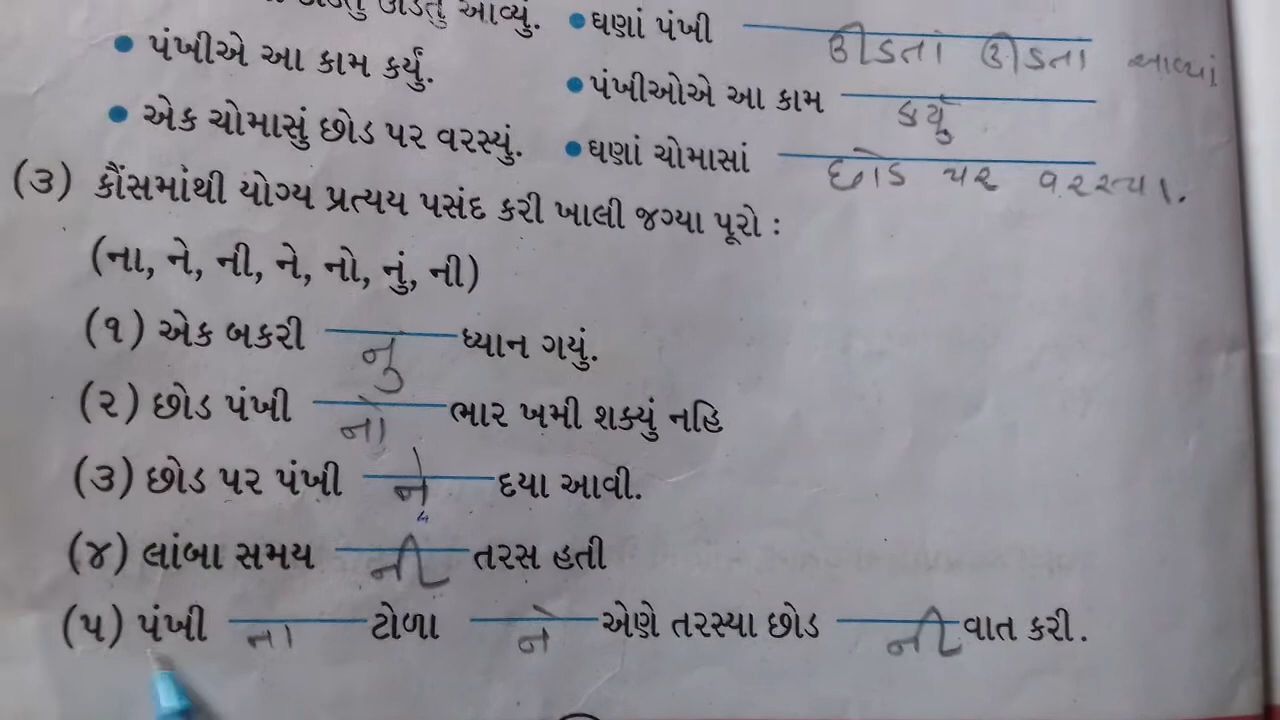 ઊડતું આવ્યું. • ઘણાં પંખી ઊડતાં ઊડતા આવ્યાં
• પંખીએ આ કામ કર્યું. • પંખીઓએ આ કામ કર્યું
• એક ચોમાસું છોડ પર વરસ્યું. • ઘણાં ચોમાસાં છોડ પર વરસ્યા.
(૩) કૌંસમાંથી યોગ્ય પ્રત્યય પસંદ કરી ખાલી જગ્યા પૂરો :
(ના, ને, ની, ને, નો, નું, ની)
(૧) એક બકરી નુ ધ્યાન ગયું.
(૨) છોડ પંખી નો ભાર ખમી શક્યું નહિ
(૩) છોડ પર પંખી ને દયા આવી.
(૪) લાંબા સમય ની તરસ હતી
(૫) પંખી ના ટોળા ને એણે તરસ્યા છોડ ની વાત કરી.